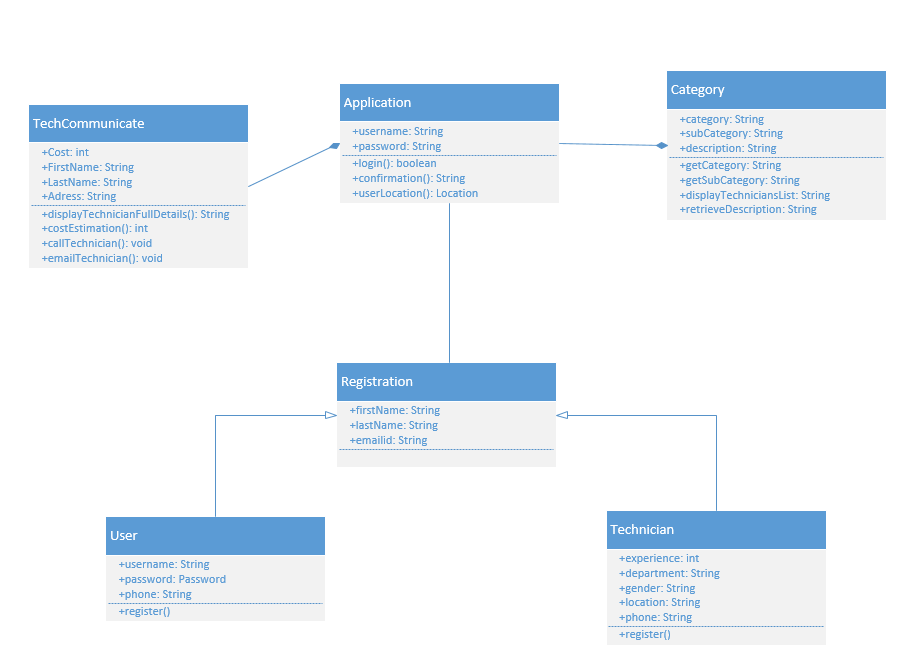 TechCommunicate
+Cost: int
+FirstName: String
+LastName: String
+Adress: String
+displayTechnicianFullDetails(): String
+costEstimation(): int
+callTechnician(): void
+emailTechnician(): void
Application
+username: String
+password: String
+login(): boolean
+confirmation(): String
+userLocation(): Location
Category
+category: String
+subCategory: String
+description: String
+getCategory: String
+getSubCategory: String
+displayTechniciansList: String
+retrieveDescription: String
Registration
+firstName: String
+lastName: String
+emailid: String
User
+username: String
+password: Password
+phone: String
+register()
Technician
+experience: int
+department: String
+gender: String
+location: String
+phone: String
+register()